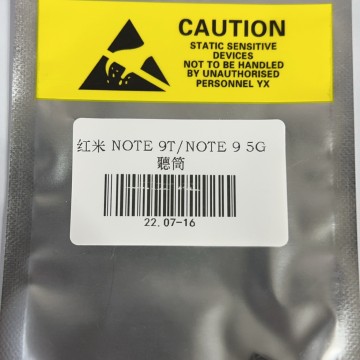 CAUTION
STATIC SENSITIVE
DEVICES
NOT TO BE HANDLED
BY UNAUTHORISED
PERSONNEL YX
红米 NOTE 9T/NOTE 9 5G
聽筒
22.07-16